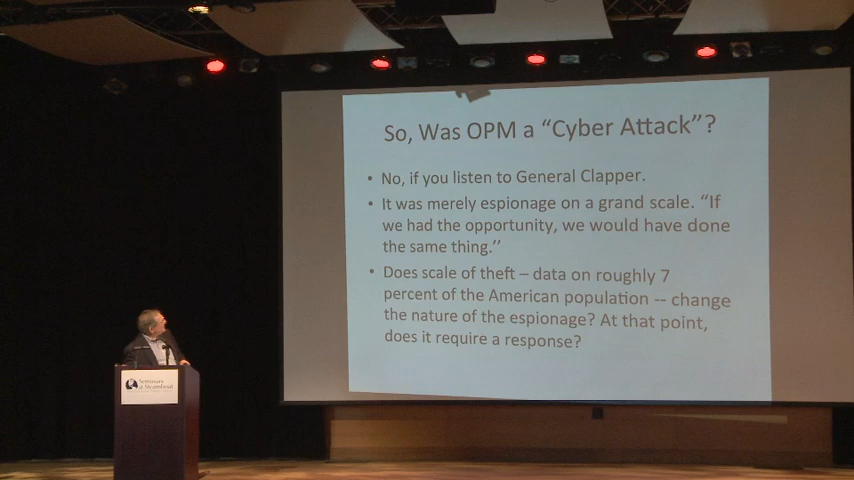 So, Was OPM a “Cyber Attack”?
• No, if you listen to General Clapper.
• It was merely espionage on a grand scale. “If
we had the opportunity, we would have done
the same thing.’’
• Does scale of theft – data on roughly 7
percent of the American population -- change
the nature of the espionage? At that point,
does it require a response?
Seminars
@ Steamboat